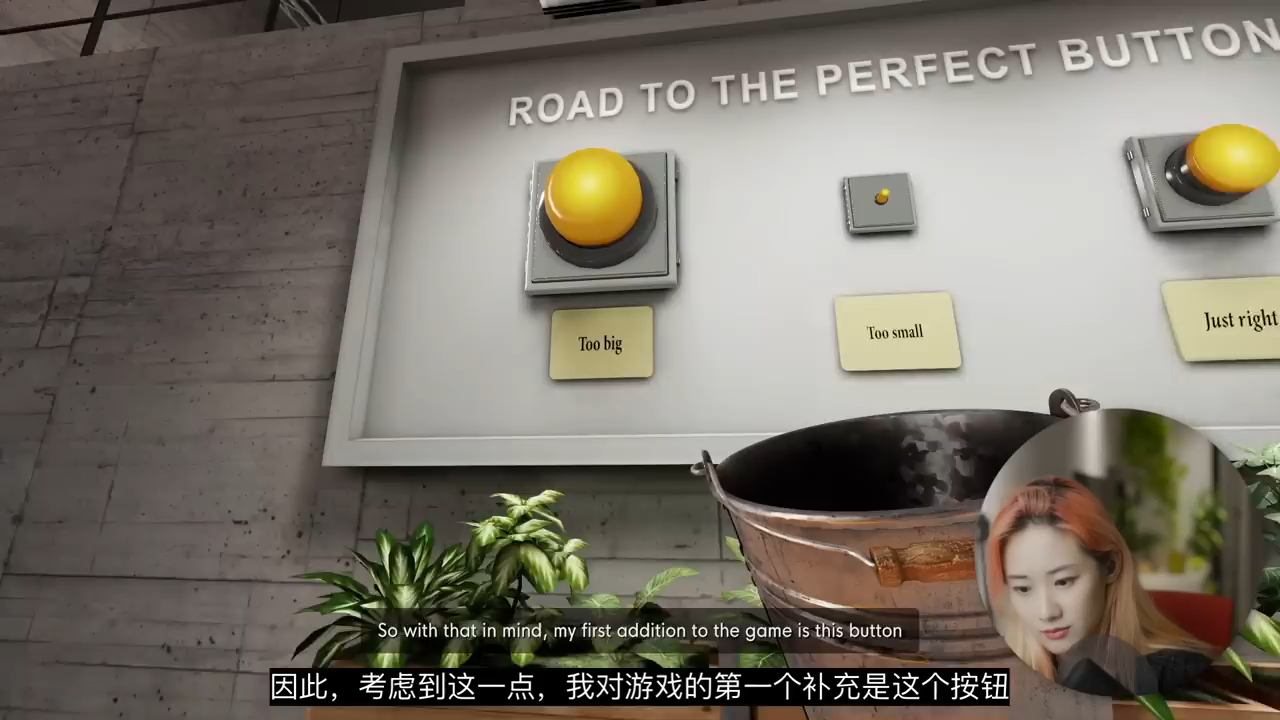 ROAD TO THE PERFECT BUTTON
Too big
Too small
Just right
So with that in mind, my first addition to the game is this button
因此，考虑到这一点，我对游戏的第一个补充是这个按钮